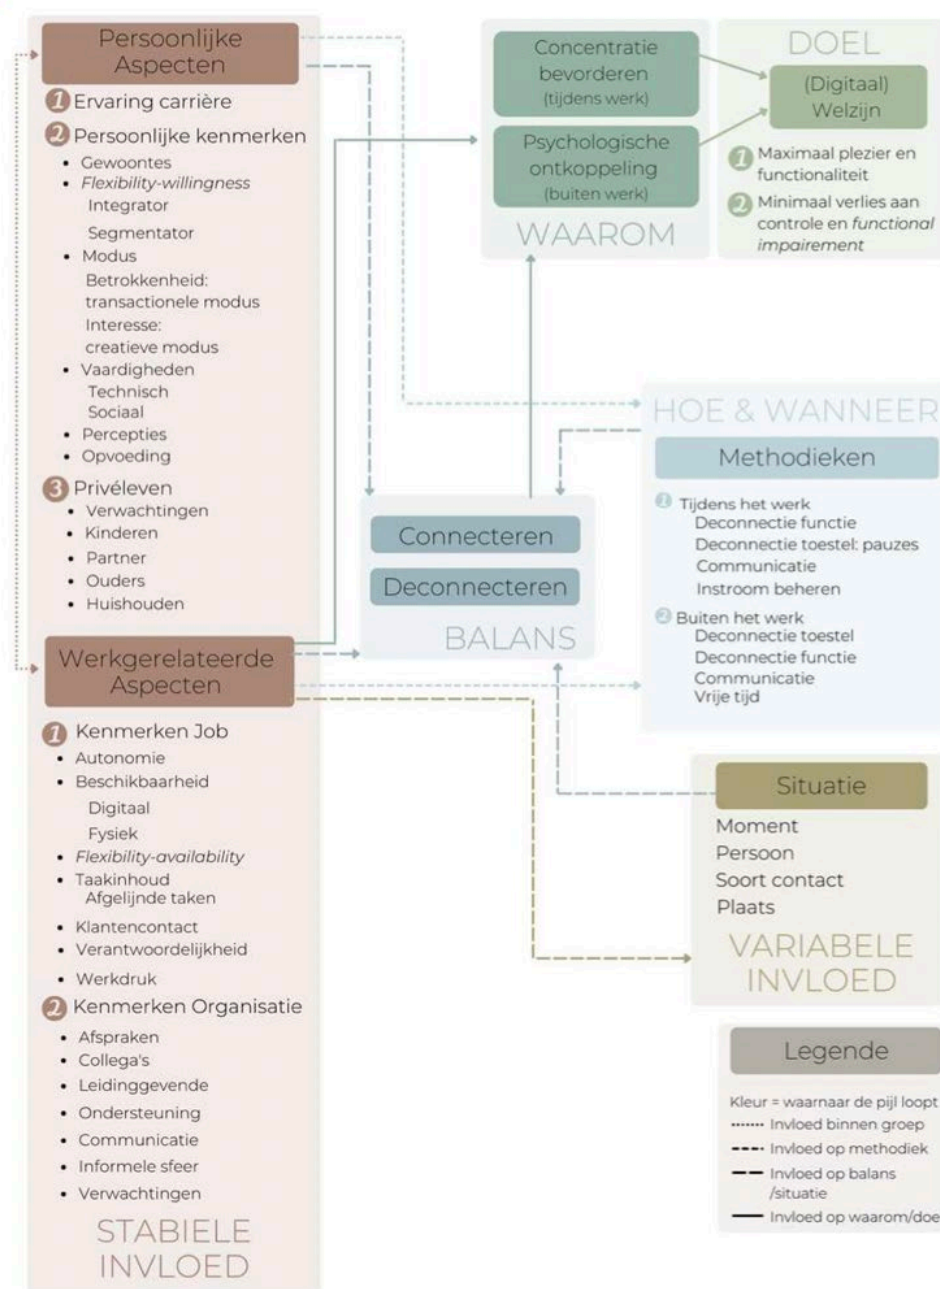 Persoonlijke
Aspecten
1 Ervaring carrière
2 Persoonlijke kenmerken
• Gewoontes
• Flexibility-willingness
Integrator
Segmentator
• Modus
Betrokkenheid:
transactionele modus
Interesse:
creatieve modus
• Vaardigheden
Technisch
Sociaal
• Percepties
• Opvoeding
3 Privéleven
• Verwachtingen
• Kinderen
• Partner
• Ouders
• Huishouden
Werkgerelateerde
Aspecten
1 Kenmerken Job
• Autonomie
• Beschikbaarheid
Digitaal
Fysiek
• Flexibility-availability
• Taakinhoud
Afgelijnde taken
• Klantencontact
• Verantwoordelijkheid
• Werkdruk
2 Kenmerken Organisatie
• Afspraken
• Collega's
• Leidinggevende
• Ondersteuning
• Communicatie
• Informele sfeer
• Verwachtingen
STABIELE
INVLOED
Concentratie
bevorderen
(tijdens werk)
Psychologische
ontkoppeling
(buiten werk)
WAAROM
DOEL
(Digitaal)
Welzijn
1 Maximaal plezier en
functionaliteit
2 Minimaal verlies aan
controle en functional
impairement
Connecteren
Deconnecteren
BALANS
HOE & WANNEER
Methodieken
1 Tijdens het werk
Deconnectie functie
Deconnectie toestel: pauzes
Communicatie
Instroom beheren
2 Buiten het werk
Deconnectie toestel
Deconnectie functie
Communicatie
Vrije tijd
Situatie
Moment
Persoon
Soort contact
Plaats
VARIABELE
INVLOED
Legende
Kleur = waarnaar de pijl loopt
Invloed binnen groep
Invloed op methodiek
Invloed op balans
/situatie
Invloed op waarom/doe